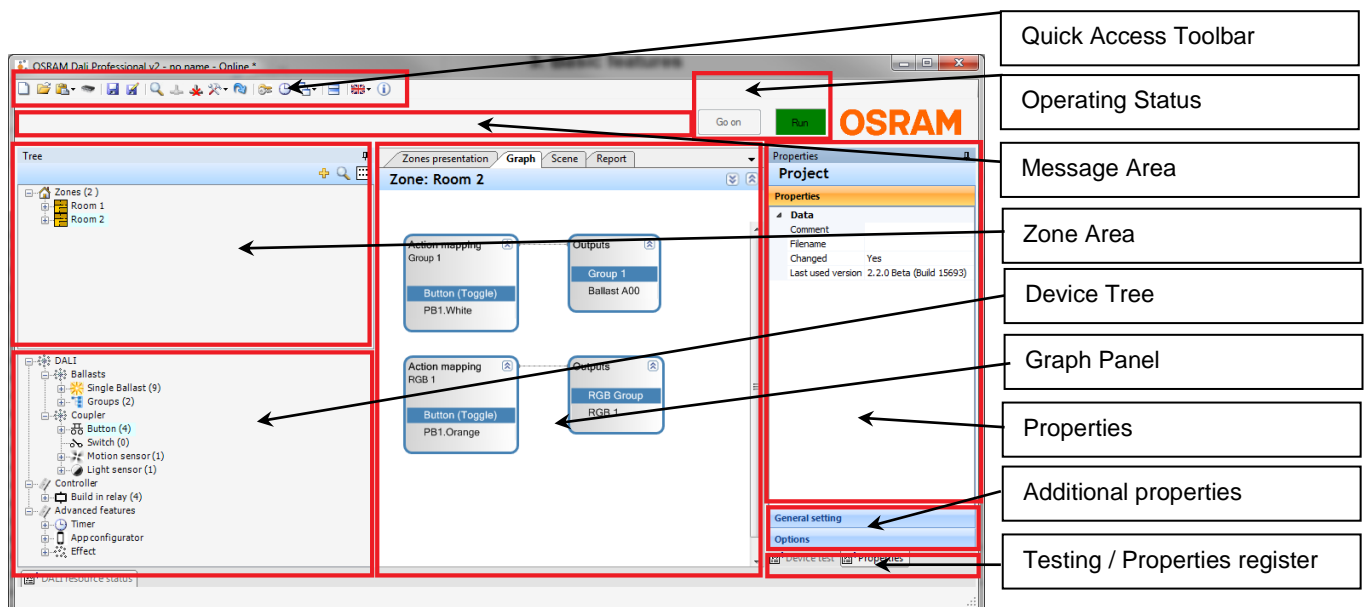 3. Basic features
OSRAM Dali Professional v2 - no name - Online *
Go on
Run
OSRAM
Tree
Zones (2 )
Room 1
Room 2
DALI
Ballasts
Single Ballast (9)
Groups (2)
Coupler
Button (4)
Switch (0)
Motion sensor (1)
Light sensor (1)
Controller
Build in relay (4)
Advanced features
Timer
App configurator
Effect
DALI resource status
Zones presentation
Graph
Scene
Report
Zone: Room 2
Action mapping
Group 1
Button (Toggle)
PB1.White
Outputs
Group 1
Ballast A00
Action mapping
RGB 1
Button (Toggle)
PB1.Orange
Outputs
RGB Group
RGB 1
Properties
Project
Properties
Data
Comment
Filename
Changed Yes
Last used version 2.2.0 Beta (Build 15693)
General setting
Options
Device test
Properties
Quick Access Toolbar
Operating Status
Message Area
Zone Area
Device Tree
Graph Panel
Properties
Additional properties
Testing / Properties register